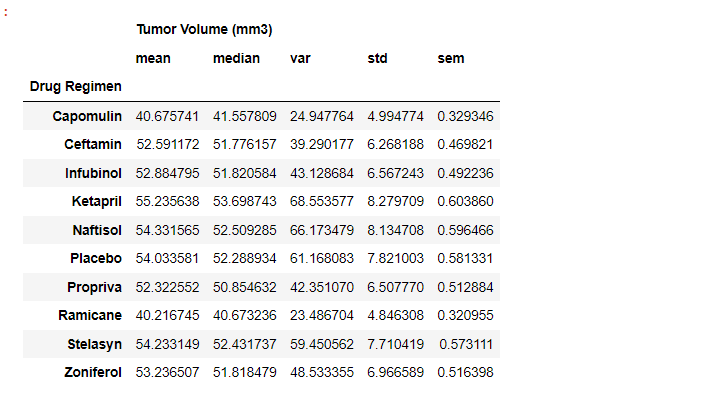 :
Tumor Volume (mm3)
mean median var std sem
Drug Regimen
Capomulin 40.675741 41.557809 24.947764 4.994774 0.329346
Ceftamin 52.591172 51.776157 39.290177 6.268188 0.469821
Infubinol 52.884795 51.820584 43.128684 6.567243 0.492236
Ketapril 55.235638 53.698743 68.553577 8.279709 0.603860
Naftisol 54.331565 52.509285 66.173479 8.134708 0.596466
Placebo 54.033581 52.288934 61.168083 7.821003 0.581331
Propriva 52.322552 50.854632 42.351070 6.507770 0.512884
Ramicane 40.216745 40.673236 23.486704 4.846308 0.320955
Stelasyn 54.233149 52.431737 59.450562 7.710419 0.573111
Zoniferol 53.236507 51.818479 48.533355 6.966589 0.516398